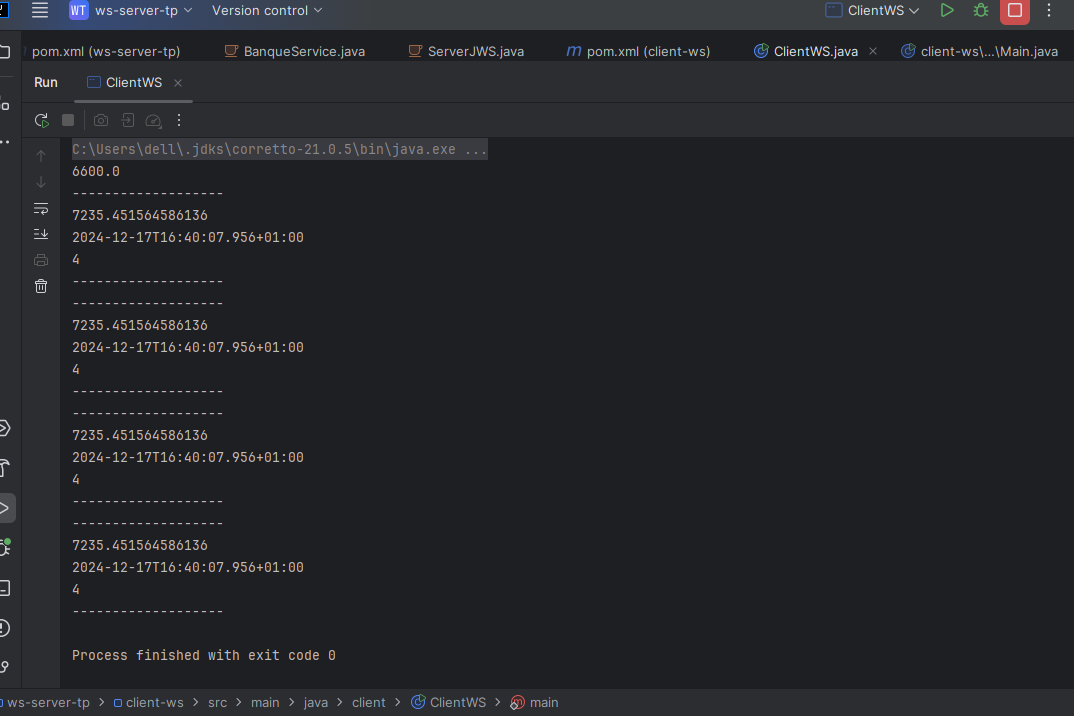 WT ws-server-tp Version control ClientWS
pom.xml (ws-server-tp) BanqueService.java ServerJWS.java m pom.xml (client-ws) ClientWS.java client-ws\...\Main.java
Run ClientWS
C:\Users\dell\.jdks\corretto-21.0.5\bin\java.exe ...
6600.0
-------------------
7235.451564586136
2024-12-17T16:40:07.956+01:00
4
-------------------
-------------------
7235.451564586136
2024-12-17T16:40:07.956+01:00
4
-------------------
-------------------
7235.451564586136
2024-12-17T16:40:07.956+01:00
4
-------------------
-------------------
7235.451564586136
2024-12-17T16:40:07.956+01:00
4
-------------------
Process finished with exit code 0
ws-server-tp > client-ws > src > main > java > client > ClientWS > main